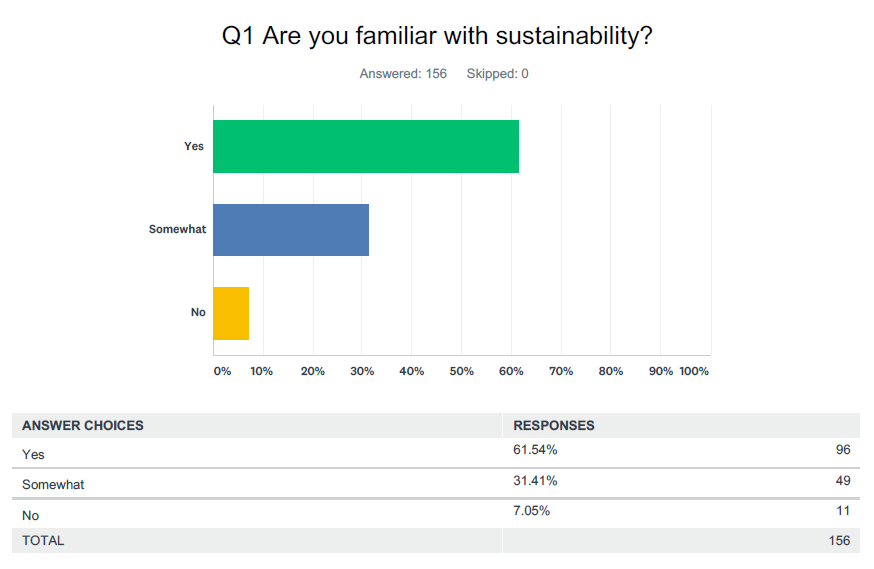 Q1 Are you familiar with sustainability?
Answered: 156 Skipped: 0
Yes
Somewhat
No
0% 10% 20% 30% 40% 50% 60% 70% 80% 90% 100%
ANSWER CHOICES RESPONSES
Yes 61.54% 96
Somewhat 31.41% 49
No 7.05% 11
TOTAL 156